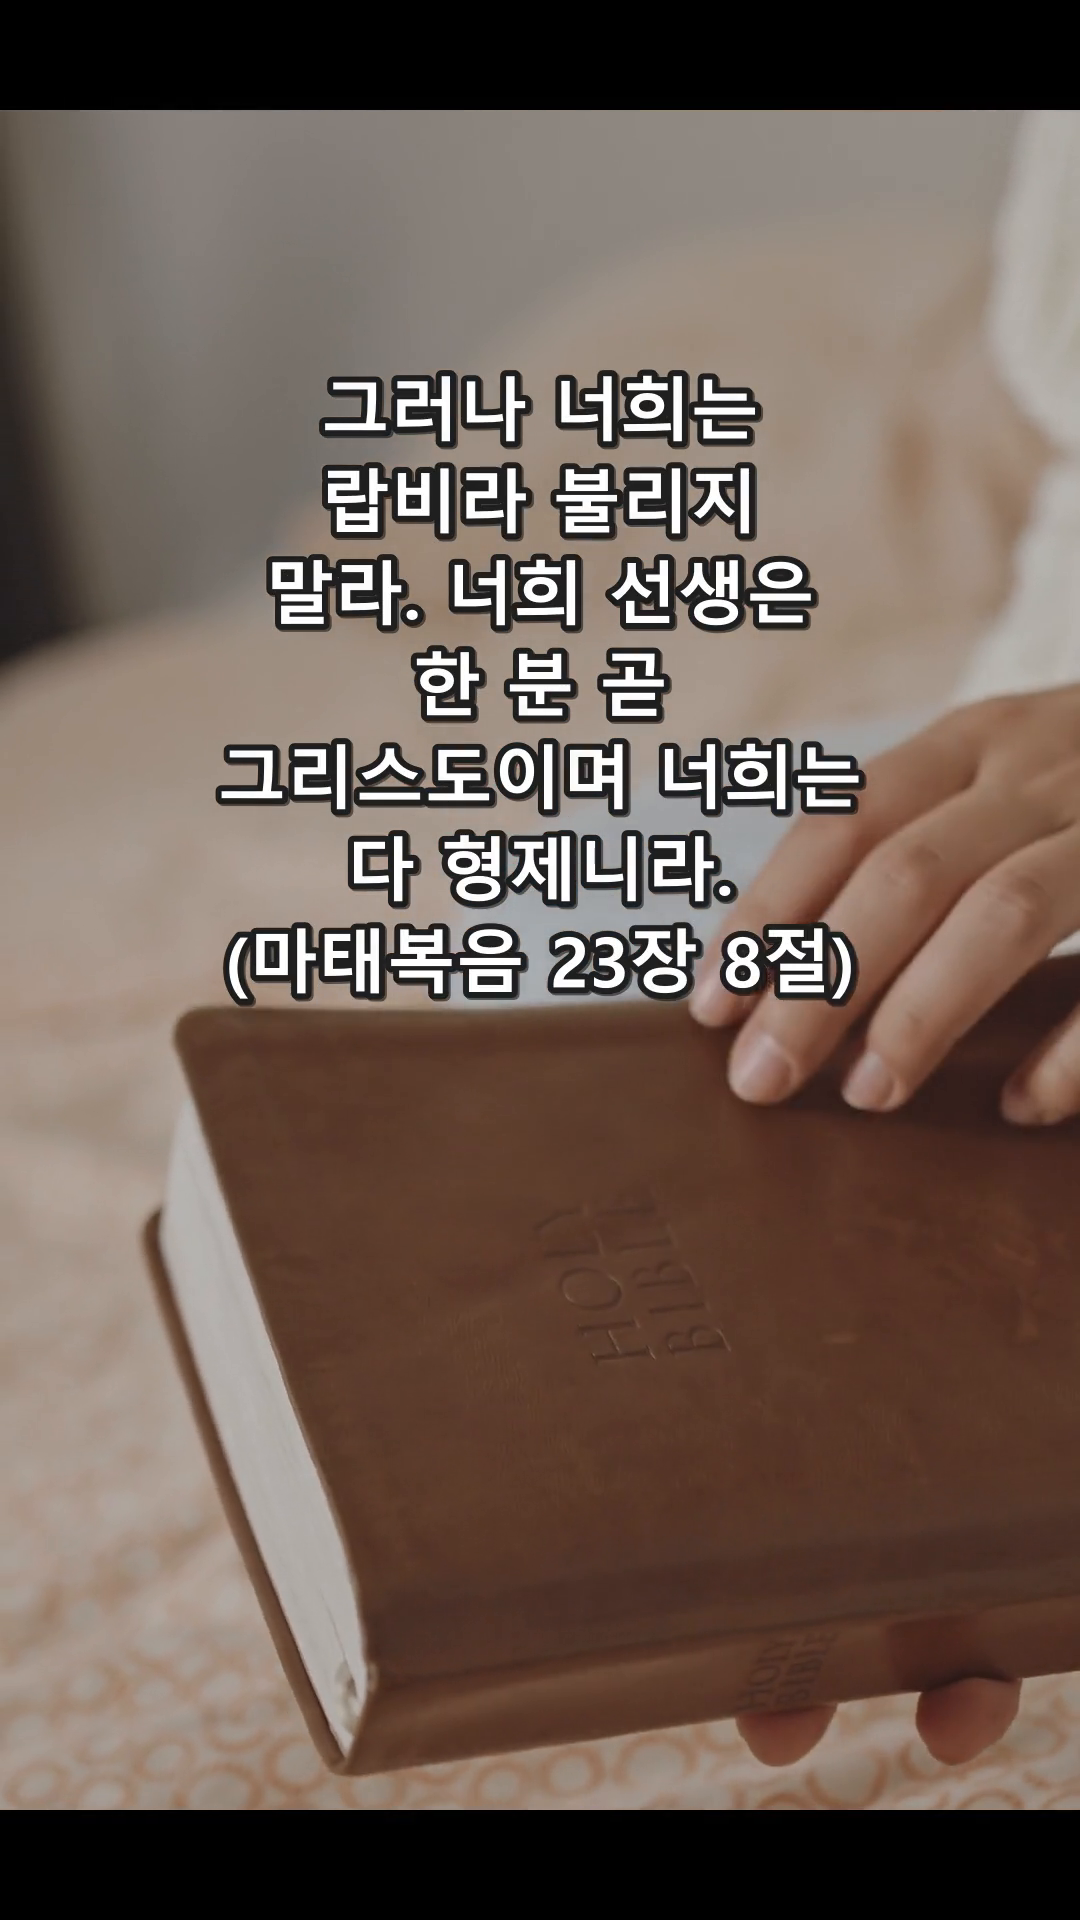 그러나 너희는
랍비라 불리지
말라. 너희 선생은
한 분 곧
그리스도이며 너희는
다 형제니라.
(마태복음 23장 8절)
HOLY
BIBLE
HOLY
BIBLE